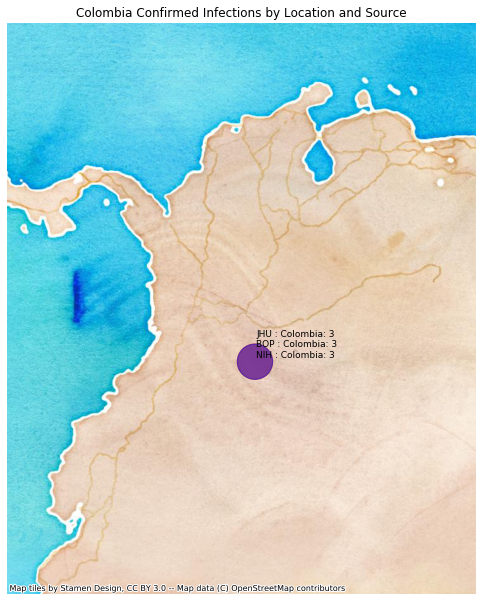 Colombia Confirmed Infections by Location and Source
JHU : Colombia: 3
BOP : Colombia: 3
NIH : Colombia: 3
Map tiles by Stamen Design, CC BY 3.0 -- Map data (C) OpenStreetMap contributors